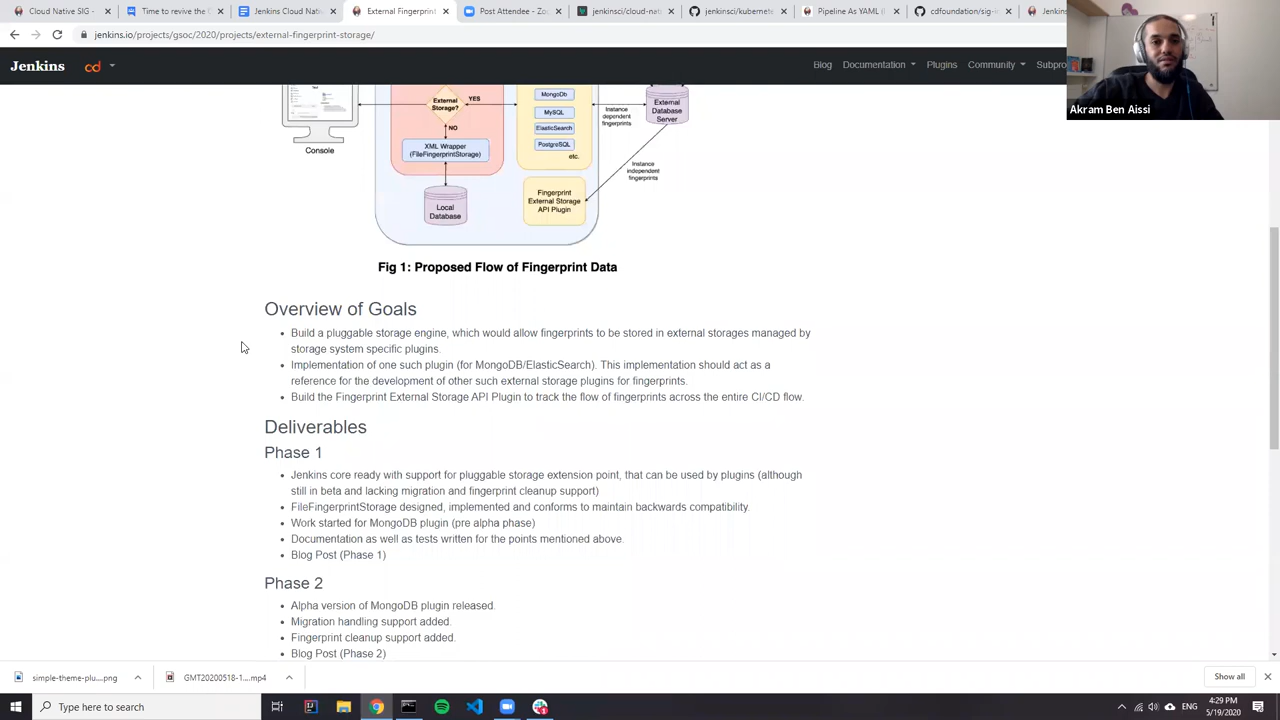 Cloud Native SIG -
Time to revive the C
Jenkins Cloud Nati
External Fingerprin
Post Attendee - Zoo
jenkinsci/cloud-nat
jenkinsci/kubernete
Pipeline As YAML (I
cdfoundation/sig-i
Jenkin
jenkins.io/projects/gsoc/2020/projects/external-fingerprint-storage/
Jenkins
cd
Blog
Documentation
Plugins
Community
Subpro
Akram Ben Aissi
Console
External
Storage?
YES
NO
XML Wrapper
(FileFingerprintStorage)
Local
Database
MongoDb
MySQL
ElasticSearch
PostgreSQL
etc.
Fingerprint
External Storage
API Plugin
Instance
dependent
fingerprints
Instance
independent
fingerprints
External
Database
Server
Fig 1: Proposed Flow of Fingerprint Data
Overview of Goals
• Build a pluggable storage engine, which would allow fingerprints to be stored in external storages managed by
storage system specific plugins.
• Implementation of one such plugin (for MongoDB/ElasticSearch). This implementation should act as a
reference for the development of other such external storage plugins for fingerprints.
• Build the Fingerprint External Storage API Plugin to track the flow of fingerprints across the entire CI/CD flow.
Deliverables
Phase 1
• Jenkins core ready with support for pluggable storage extension point, that can be used by plugins (although
still in beta and lacking migration and fingerprint cleanup support)
• FileFingerprintStorage designed, implemented and conforms to maintain backwards compatibility.
• Work started for MongoDB plugin (pre alpha phase)
• Documentation as well as tests written for the points mentioned above.
• Blog Post (Phase 1)
Phase 2
• Alpha version of MongoDB plugin released.
• Migration handling support added.
• Fingerprint cleanup support added.
• Blog Post (Phase 2)
simple-theme-plu....png
GMT20200518-1....mp4
Show all
Type here to search
4:29 PM
5/19/2020